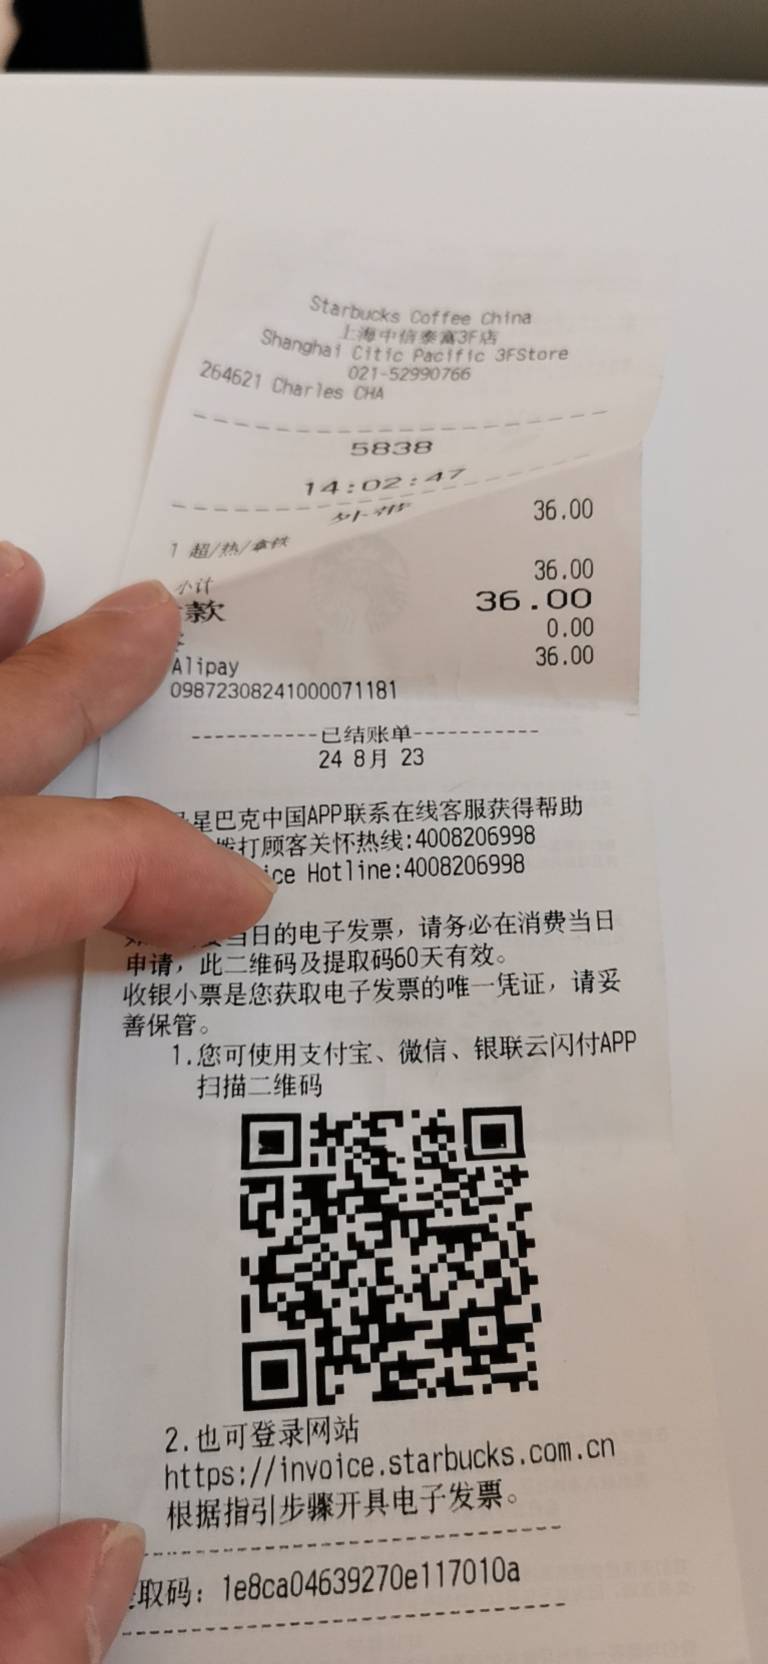 Starbucks Coffee China
上海中信泰富3F店
Shanghai Citic Pacific 3FStore
021-52990766
264621 Charles CHA
5838
14:02:47
外带
1 超/热/拿铁 36.00
小计 36.00
款 36.00
0.00
Alipay 36.00
09872308241000071181
-----------已结账单-----------
24 8月 23
星巴克中国APP联系在线客服获得帮助
拨打顾客关怀热线:4008206998
ice Hotline:4008206998
当日的电子发票，请务必在消费当日
申请，此二维码及提取码60天有效。
收银小票是您获取电子发票的唯一凭证，请妥
善保管。
1.您可使用支付宝、微信、银联云闪付APP
扫描二维码
2.也可登录网站
https://invoice.starbucks.com.cn
根据指引步骤开具电子发票。
取码：1e8ca04639270e117010a